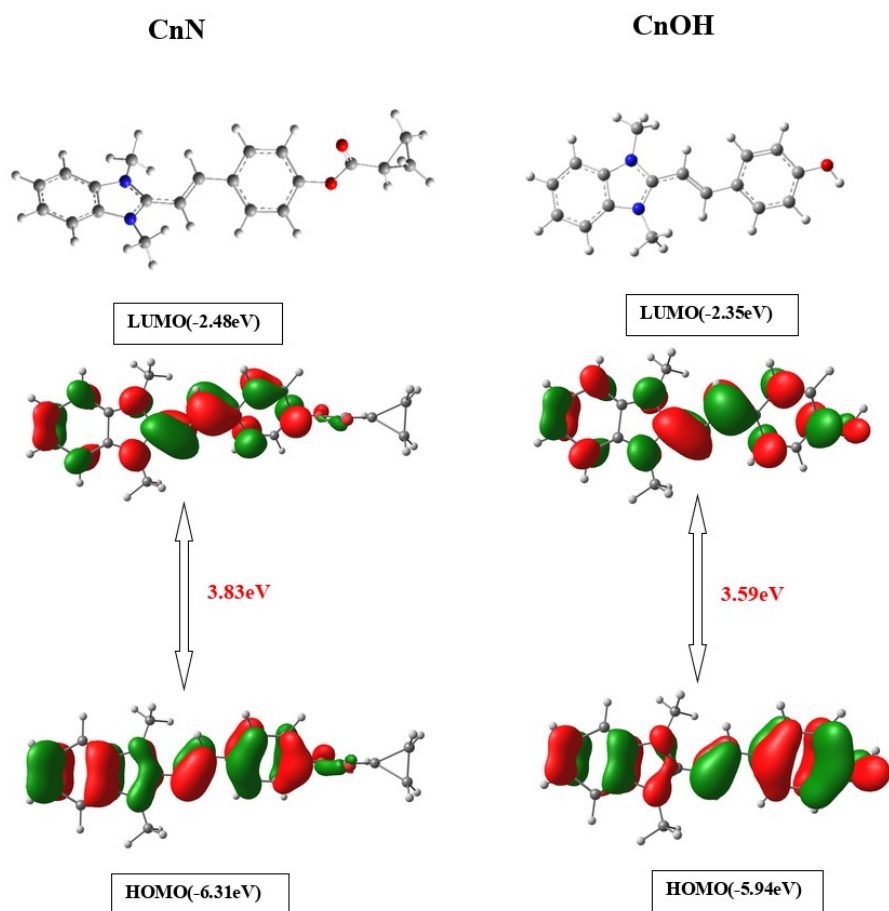 CnN
CnOH
LUMO(-2.48eV)
LUMO(-2.35eV)
3.83eV
3.59eV
HOMO(-6.31eV)
HOMO(-5.94eV)